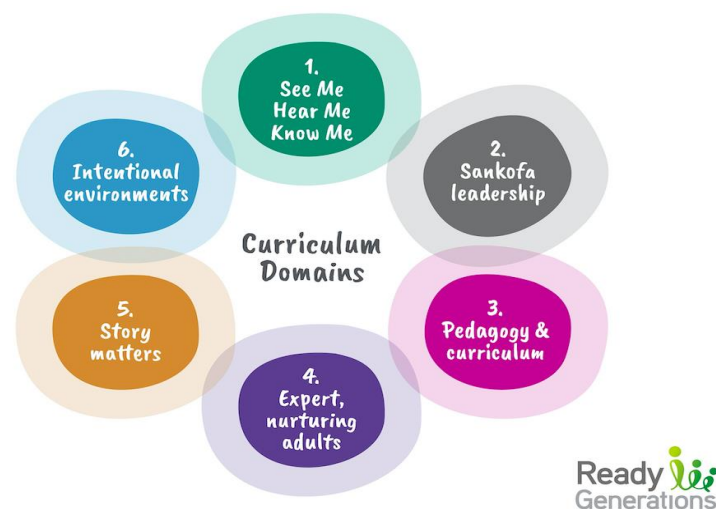 1.
See Me
Hear Me
Know Me
2.
Sankofa
leadership
3.
Pedagogy &
curriculum
4.
Expert,
nurturing
adults
5.
Story
matters
6.
Intentional
environments
Curriculum
Domains
Ready
Generations